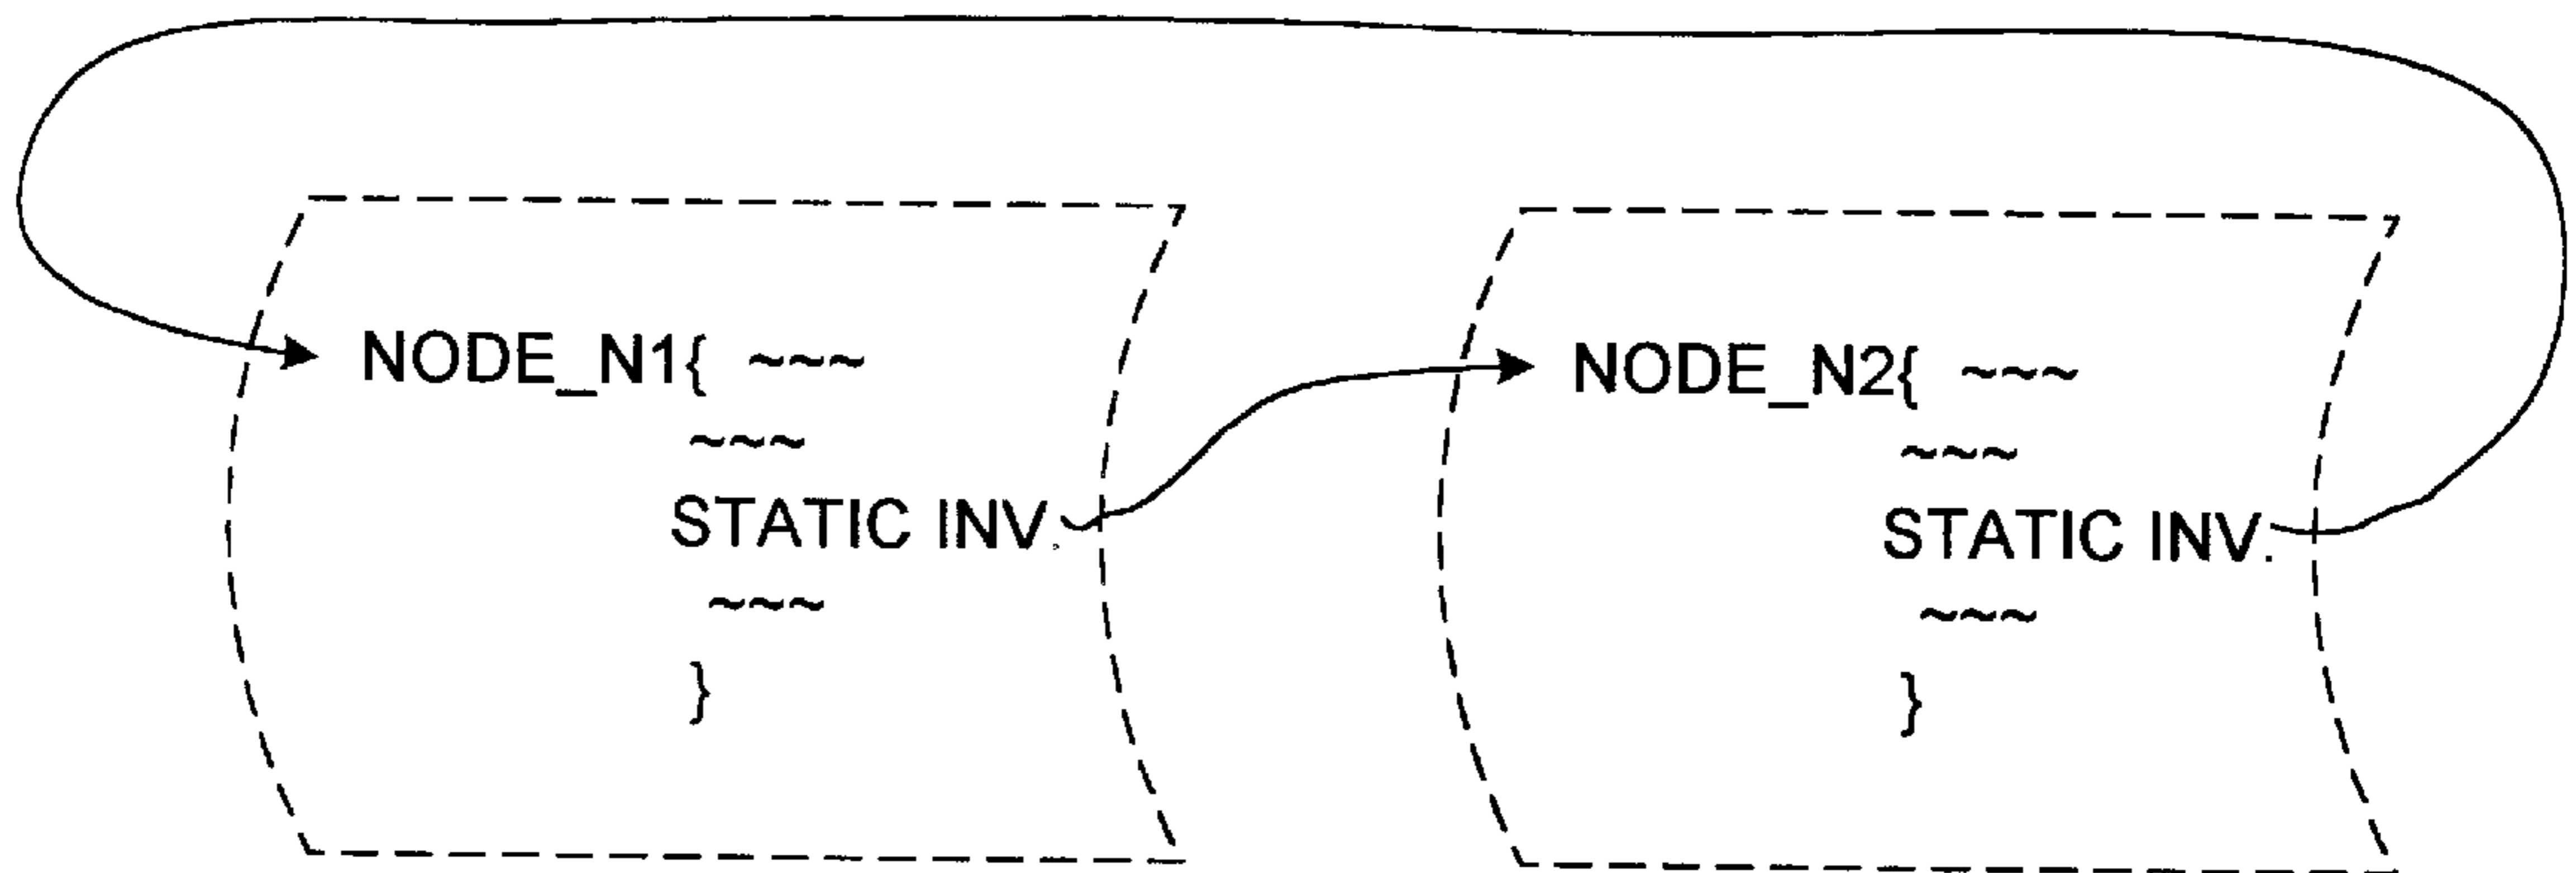 NODE_N1{ ~~~
~~~
STATIC INV.
~~~
}
NODE_N2{ ~~~
~~~
STATIC INV.
~~~
}